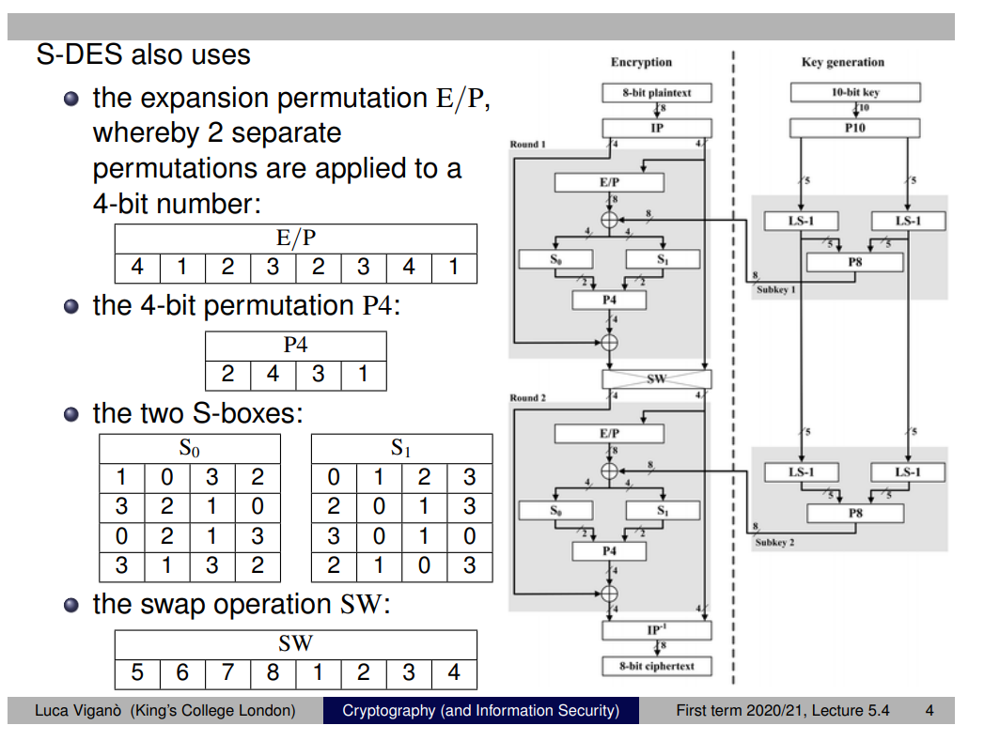 S-DES also uses
the expansion permutation E/P,
whereby 2 separate
permutations are applied to a
4-bit number:
E/P
4 1 2 3 2 3 4 1
the 4-bit permutation P4:
P4
2 4 3 1
the two S-boxes:
S₀
1 0 3 2
3 2 1 0
0 2 1 3
3 1 3 2
S₁
0 1 2 3
2 0 1 3
3 0 1 0
2 1 0 3
the swap operation SW:
SW
5 6 7 8 1 2 3 4
Encryption
8-bit plaintext
8
IP
Round 1
4 4
E/P
8
8
4 4
S₀ S₁
2 2
P4
4
SW
Round 2
4 4
E/P
8
8
4 4
S₀ S₁
2 2
P4
4
4 4
IP⁻¹
8
8-bit ciphertext
Key generation
10-bit key
10
P10
5 5
LS-1 LS-1
5 5
P8
8
Subkey 1
5 5
LS-1 LS-1
5 5
P8
8
Subkey 2
Luca Viganò (King's College London) Cryptography (and Information Security) First term 2020/21, Lecture 5.4 4